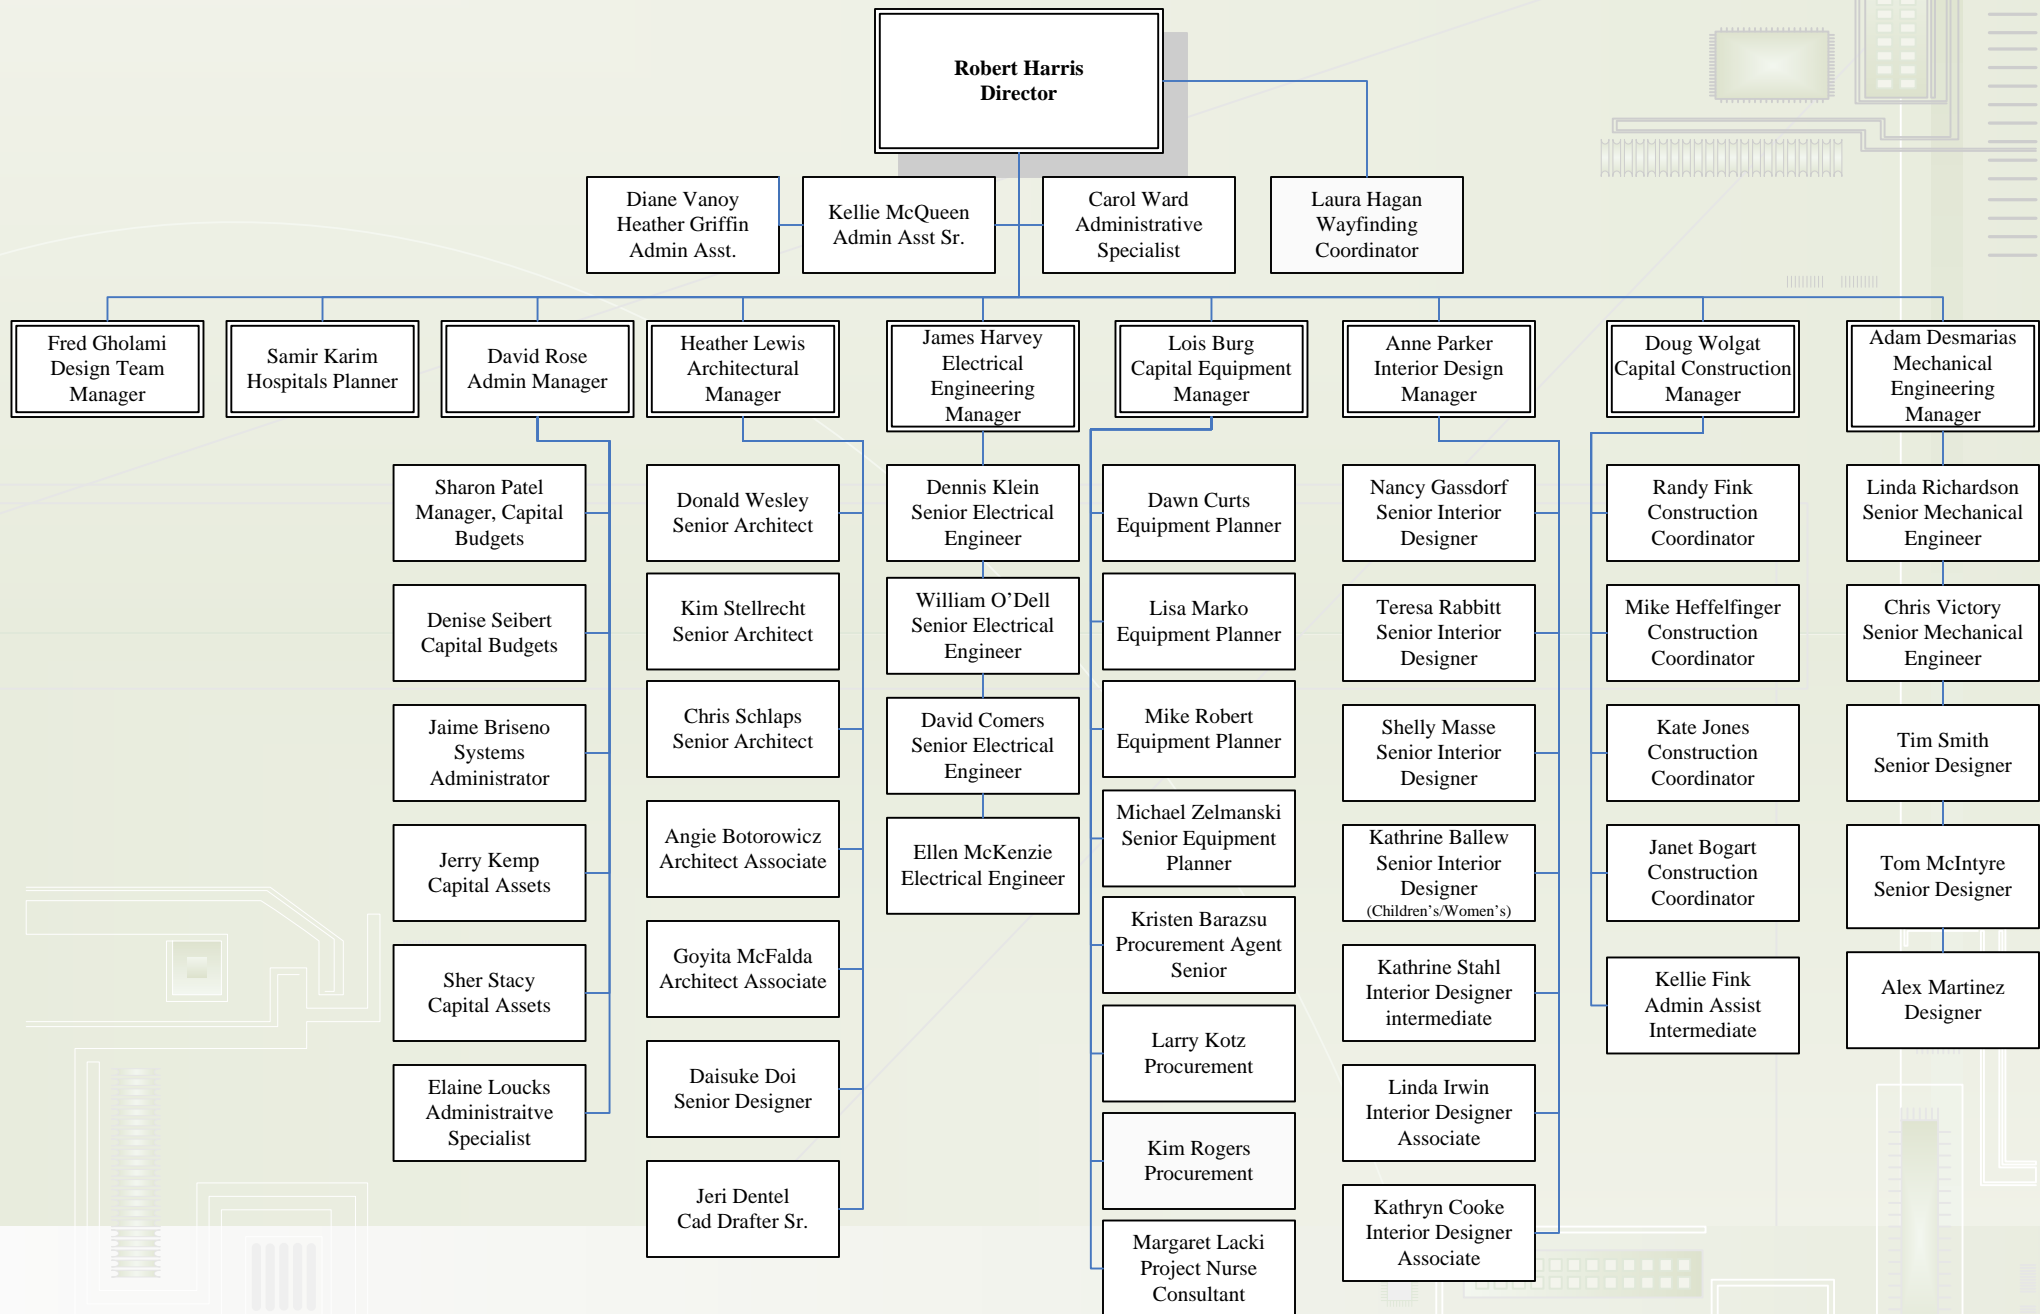 Robert Harris
Director
Diane Vanoy
Heather Griffin
Admin Asst.
Kellie McQueen
Admin Asst Sr.
Carol Ward
Administrative
Specialist
Laura Hagan
Wayfinding
Coordinator
Fred Gholami
Design Team
Manager
Samir Karim
Hospitals Planner
David Rose
Admin Manager
Heather Lewis
Architectural
Manager
James Harvey
Electrical
Engineering
Manager
Lois Burg
Capital Equipment
Manager
Anne Parker
Interior Design
Manager
Doug Wolgat
Capital Construction
Manager
Adam Desmarias
Mechanical
Engineering
Manager
Sharon Patel
Manager, Capital
Budgets
Denise Seibert
Capital Budgets
Jaime Briseno
Systems
Administrator
Jerry Kemp
Capital Assets
Sher Stacy
Capital Assets
Elaine Loucks
Administraitve
Specialist
Donald Wesley
Senior Architect
Kim Stellrecht
Senior Architect
Chris Schlaps
Senior Architect
Angie Botorowicz
Architect Associate
Goyita McFalda
Architect Associate
Daisuke Doi
Senior Designer
Jeri Dentel
Cad Drafter Sr.
Dennis Klein
Senior Electrical
Engineer
William O’Dell
Senior Electrical
Engineer
David Comers
Senior Electrical
Engineer
Ellen McKenzie
Electrical Engineer
Dawn Curts
Equipment Planner
Lisa Marko
Equipment Planner
Mike Robert
Equipment Planner
Michael Zelmanski
Senior Equipment
Planner
Kristen Barazsu
Procurement Agent
Senior
Larry Kotz
Procurement
Kim Rogers
Procurement
Margaret Lacki
Project Nurse
Consultant
Nancy Gassdorf
Senior Interior
Designer
Teresa Rabbitt
Senior Interior
Designer
Shelly Masse
Senior Interior
Designer
Kathrine Ballew
Senior Interior
Designer
(Children’s/Women’s)
Kathrine Stahl
Interior Designer
intermediate
Linda Irwin
Interior Designer
Associate
Kathryn Cooke
Interior Designer
Associate
Randy Fink
Construction
Coordinator
Mike Heffelfinger
Construction
Coordinator
Kate Jones
Construction
Coordinator
Janet Bogart
Construction
Coordinator
Kellie Fink
Admin Assist
Intermediate
Linda Richardson
Senior Mechanical
Engineer
Chris Victory
Senior Mechanical
Engineer
Tim Smith
Senior Designer
Tom McIntyre
Senior Designer
Alex Martinez
Designer